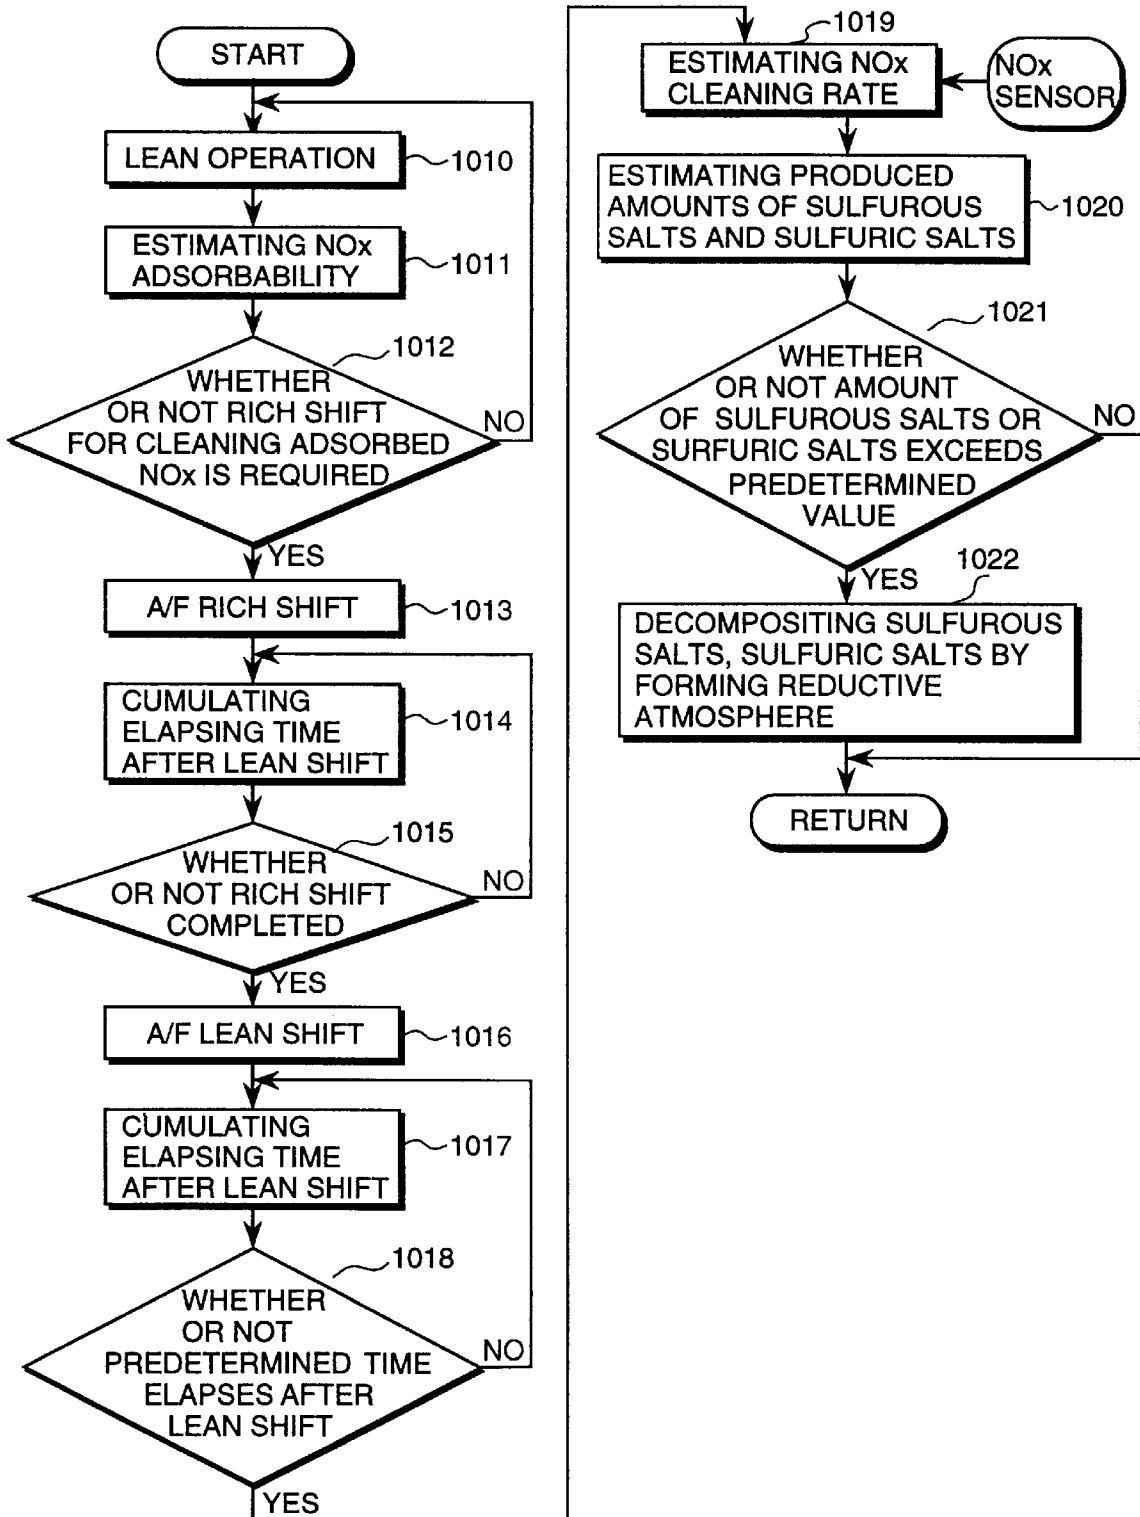 START
LEAN OPERATION
1010
ESTIMATING NOx
ADSORBABILITY
1011
1012
WHETHER
OR NOT RICH SHIFT
FOR CLEANING ADSORBED
NOx IS REQUIRED
NO
YES
A/F RICH SHIFT
1013
CUMULATING
ELAPSING TIME
AFTER LEAN SHIFT
1014
1015
WHETHER
OR NOT RICH SHIFT
COMPLETED
NO
YES
A/F LEAN SHIFT
1016
CUMULATING
ELAPSING TIME
AFTER LEAN SHIFT
1017
1018
WHETHER
OR NOT
PREDETERMINED TIME
ELAPSES AFTER
LEAN SHIFT
NO
YES
1019
ESTIMATING NOx
CLEANING RATE
NOx
SENSOR
ESTIMATING PRODUCED
AMOUNTS OF SULFUROUS
SALTS AND SULFURIC SALTS
1020
1021
WHETHER
OR NOT AMOUNT
OF SULFUROUS SALTS OR
SURFURIC SALTS EXCEEDS
PREDETERMINED
VALUE
NO
YES
1022
DECOMPOSITING SULFUROUS
SALTS, SULFURIC SALTS BY
FORMING REDUCTIVE
ATMOSPHERE
RETURN